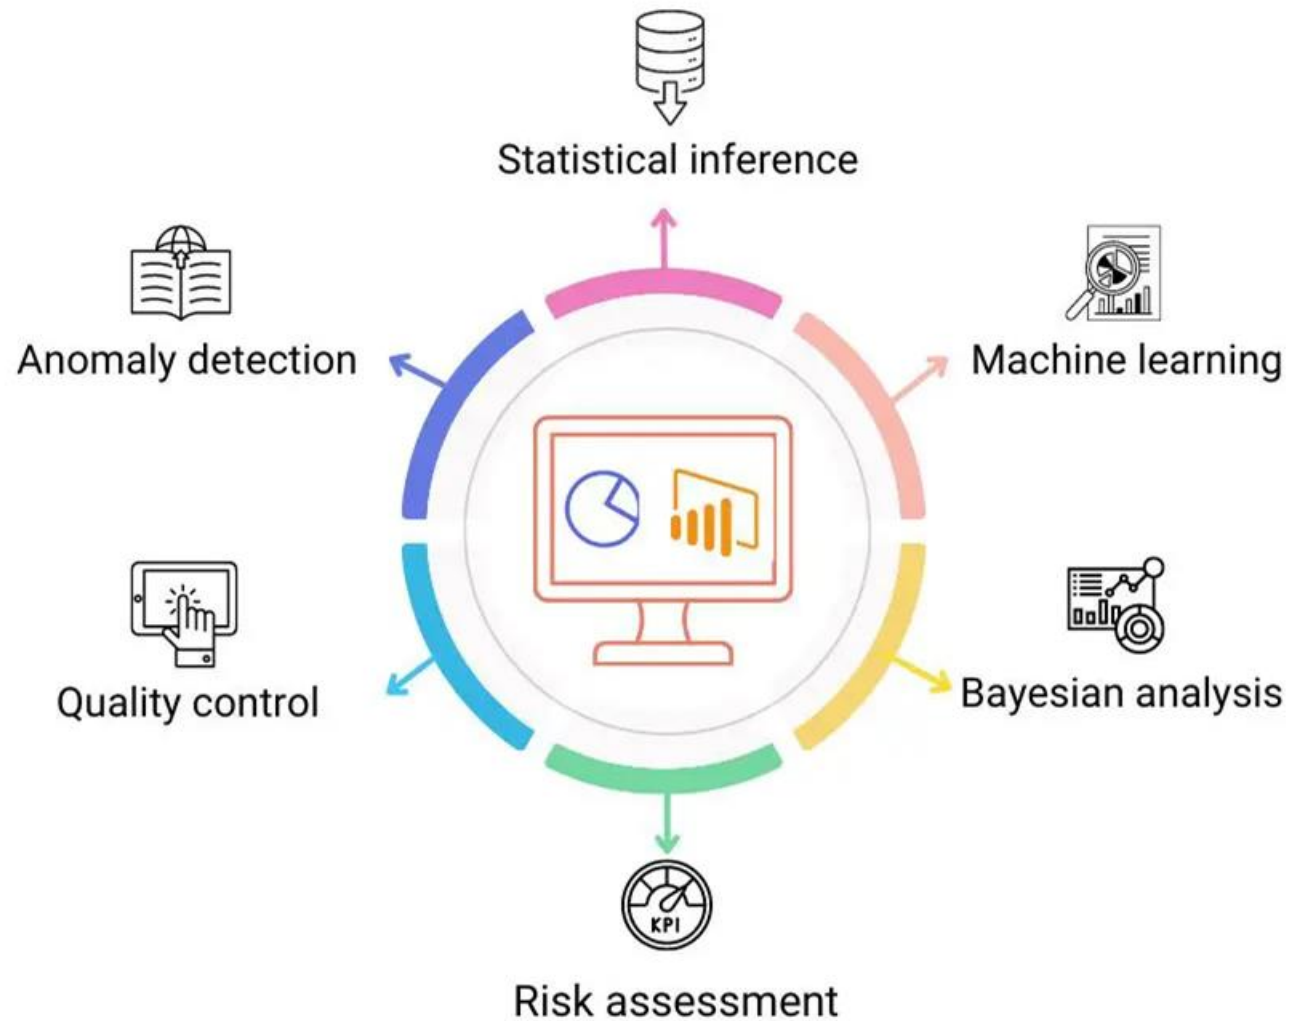 Statistical inference
Anomaly detection
Machine learning
Quality control
Bayesian analysis
KPI
Risk assessment